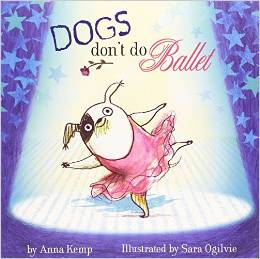 DOGS
don't do
Ballet
by Anna Kemp Illustrated by Sara Ogilvie